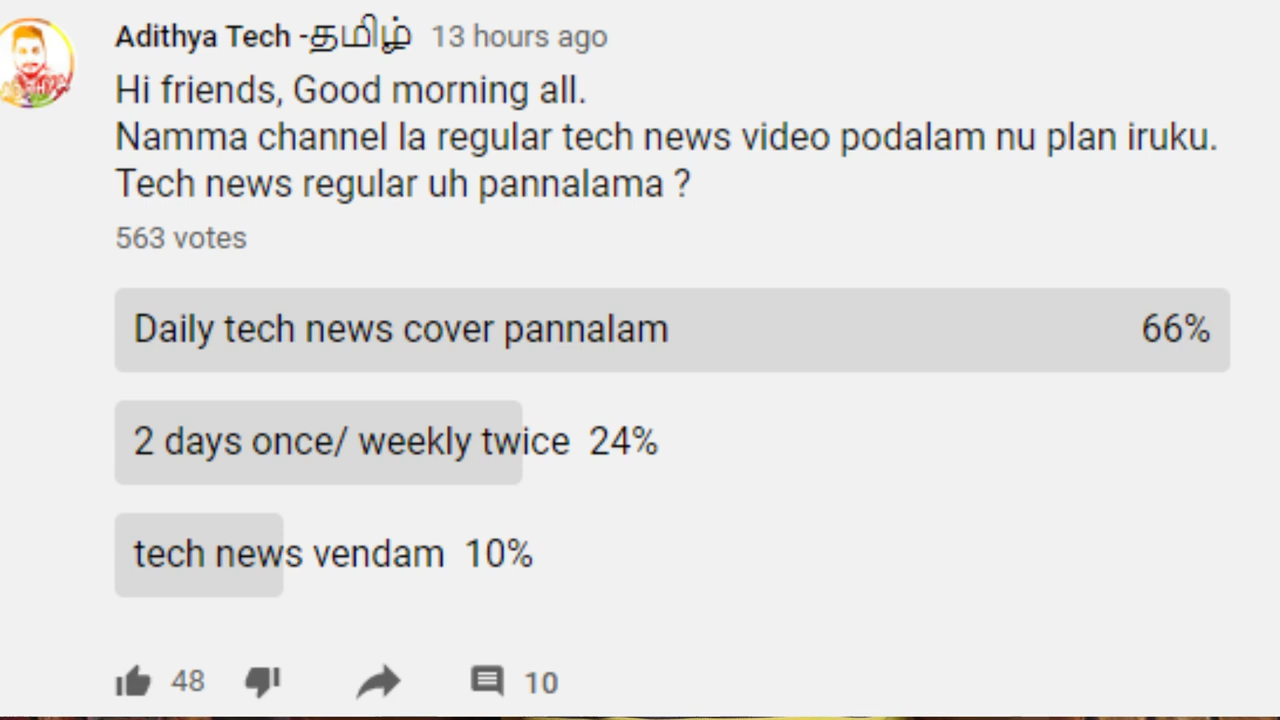 Adithya Tech -தமிழ் 13 hours ago
Hi friends, Good morning all.
Namma channel la regular tech news video podalam nu plan iruku.
Tech news regular uh pannalama ?
563 votes
Daily tech news cover pannalam 66%
2 days once/ weekly twice 24%
tech news vendam 10%
48 10